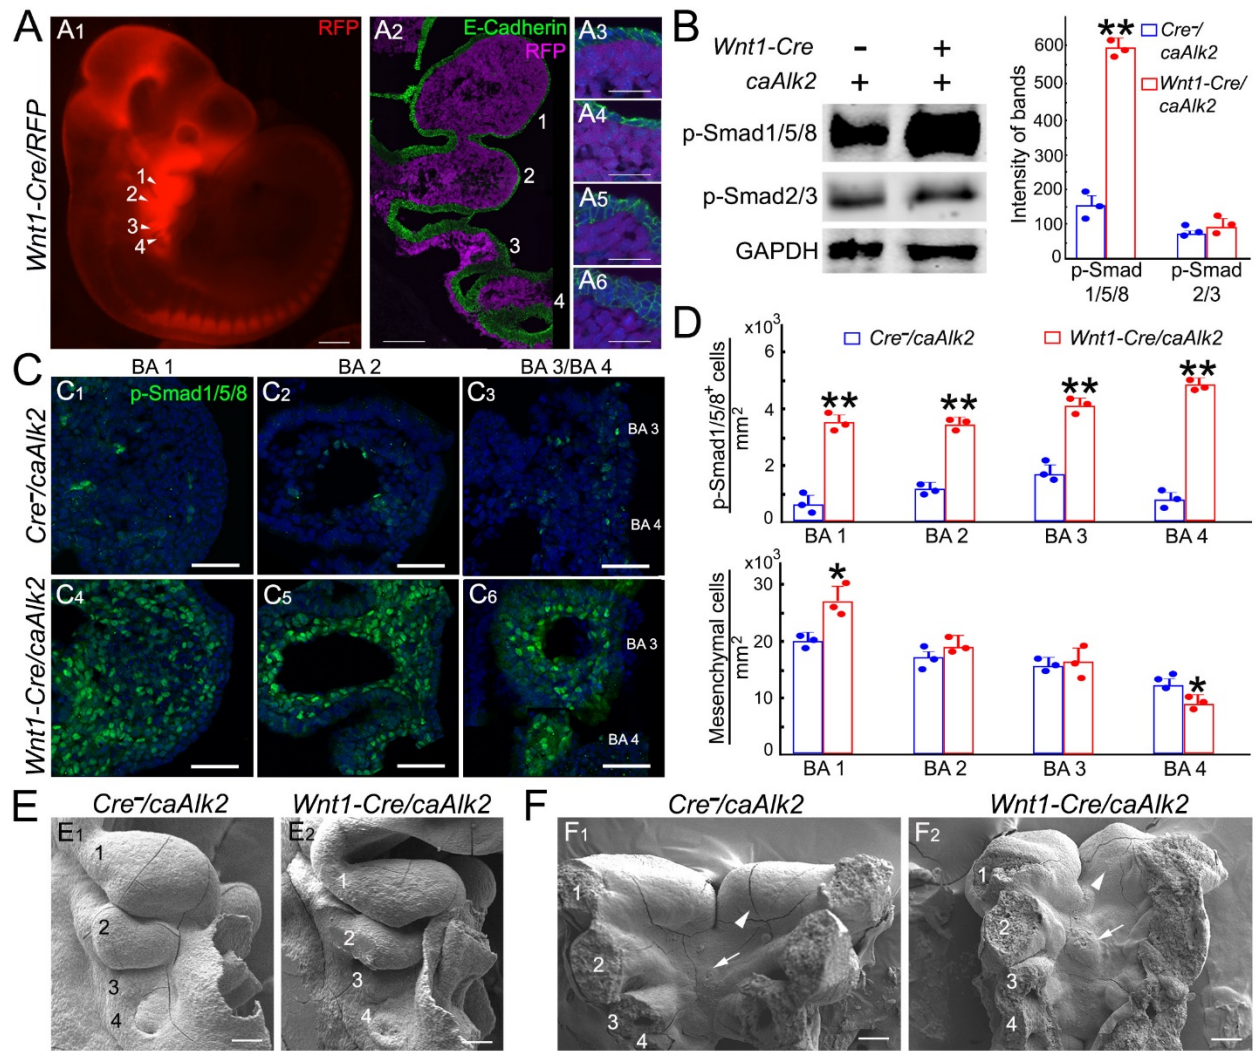 A
A1
RFP
Wnt1-Cre/RFP
1
2
3
4
A2
E-Cadherin
RFP
1
2
3
4
A3
A4
A5
A6
B
Wnt1-Cre - +
caAlk2 + +
p-Smad1/5/8
p-Smad2/3
GAPDH
Intensity of bands
600
500
400
300
200
100
0
**
Cre-/
caAlk2
Wnt1-Cre/
caAlk2
p-Smad
1/5/8
p-Smad
2/3
C
BA 1
BA 2
BA 3/BA 4
Cre-/caAlk2
C1
p-Smad1/5/8
C2
C3
BA 3
BA 4
Wnt1-Cre/caAlk2
C4
C5
C6
BA 3
BA 4
D
x10³
Cre-/caAlk2
Wnt1-Cre/caAlk2
p-Smad1/5/8+ cells
mm²
6
4
2
0
**
**
**
**
BA 1
BA 2
BA 3
BA 4
x10³
Mesenchymal cells
mm²
30
20
10
0
*
*
BA 1
BA 2
BA 3
BA 4
E
Cre-/caAlk2
Wnt1-Cre/caAlk2
E1
1
2
3
4
E2
1
2
3
4
F
Cre-/caAlk2
Wnt1-Cre/caAlk2
F1
1
2
3
4
F2
1
2
3
4